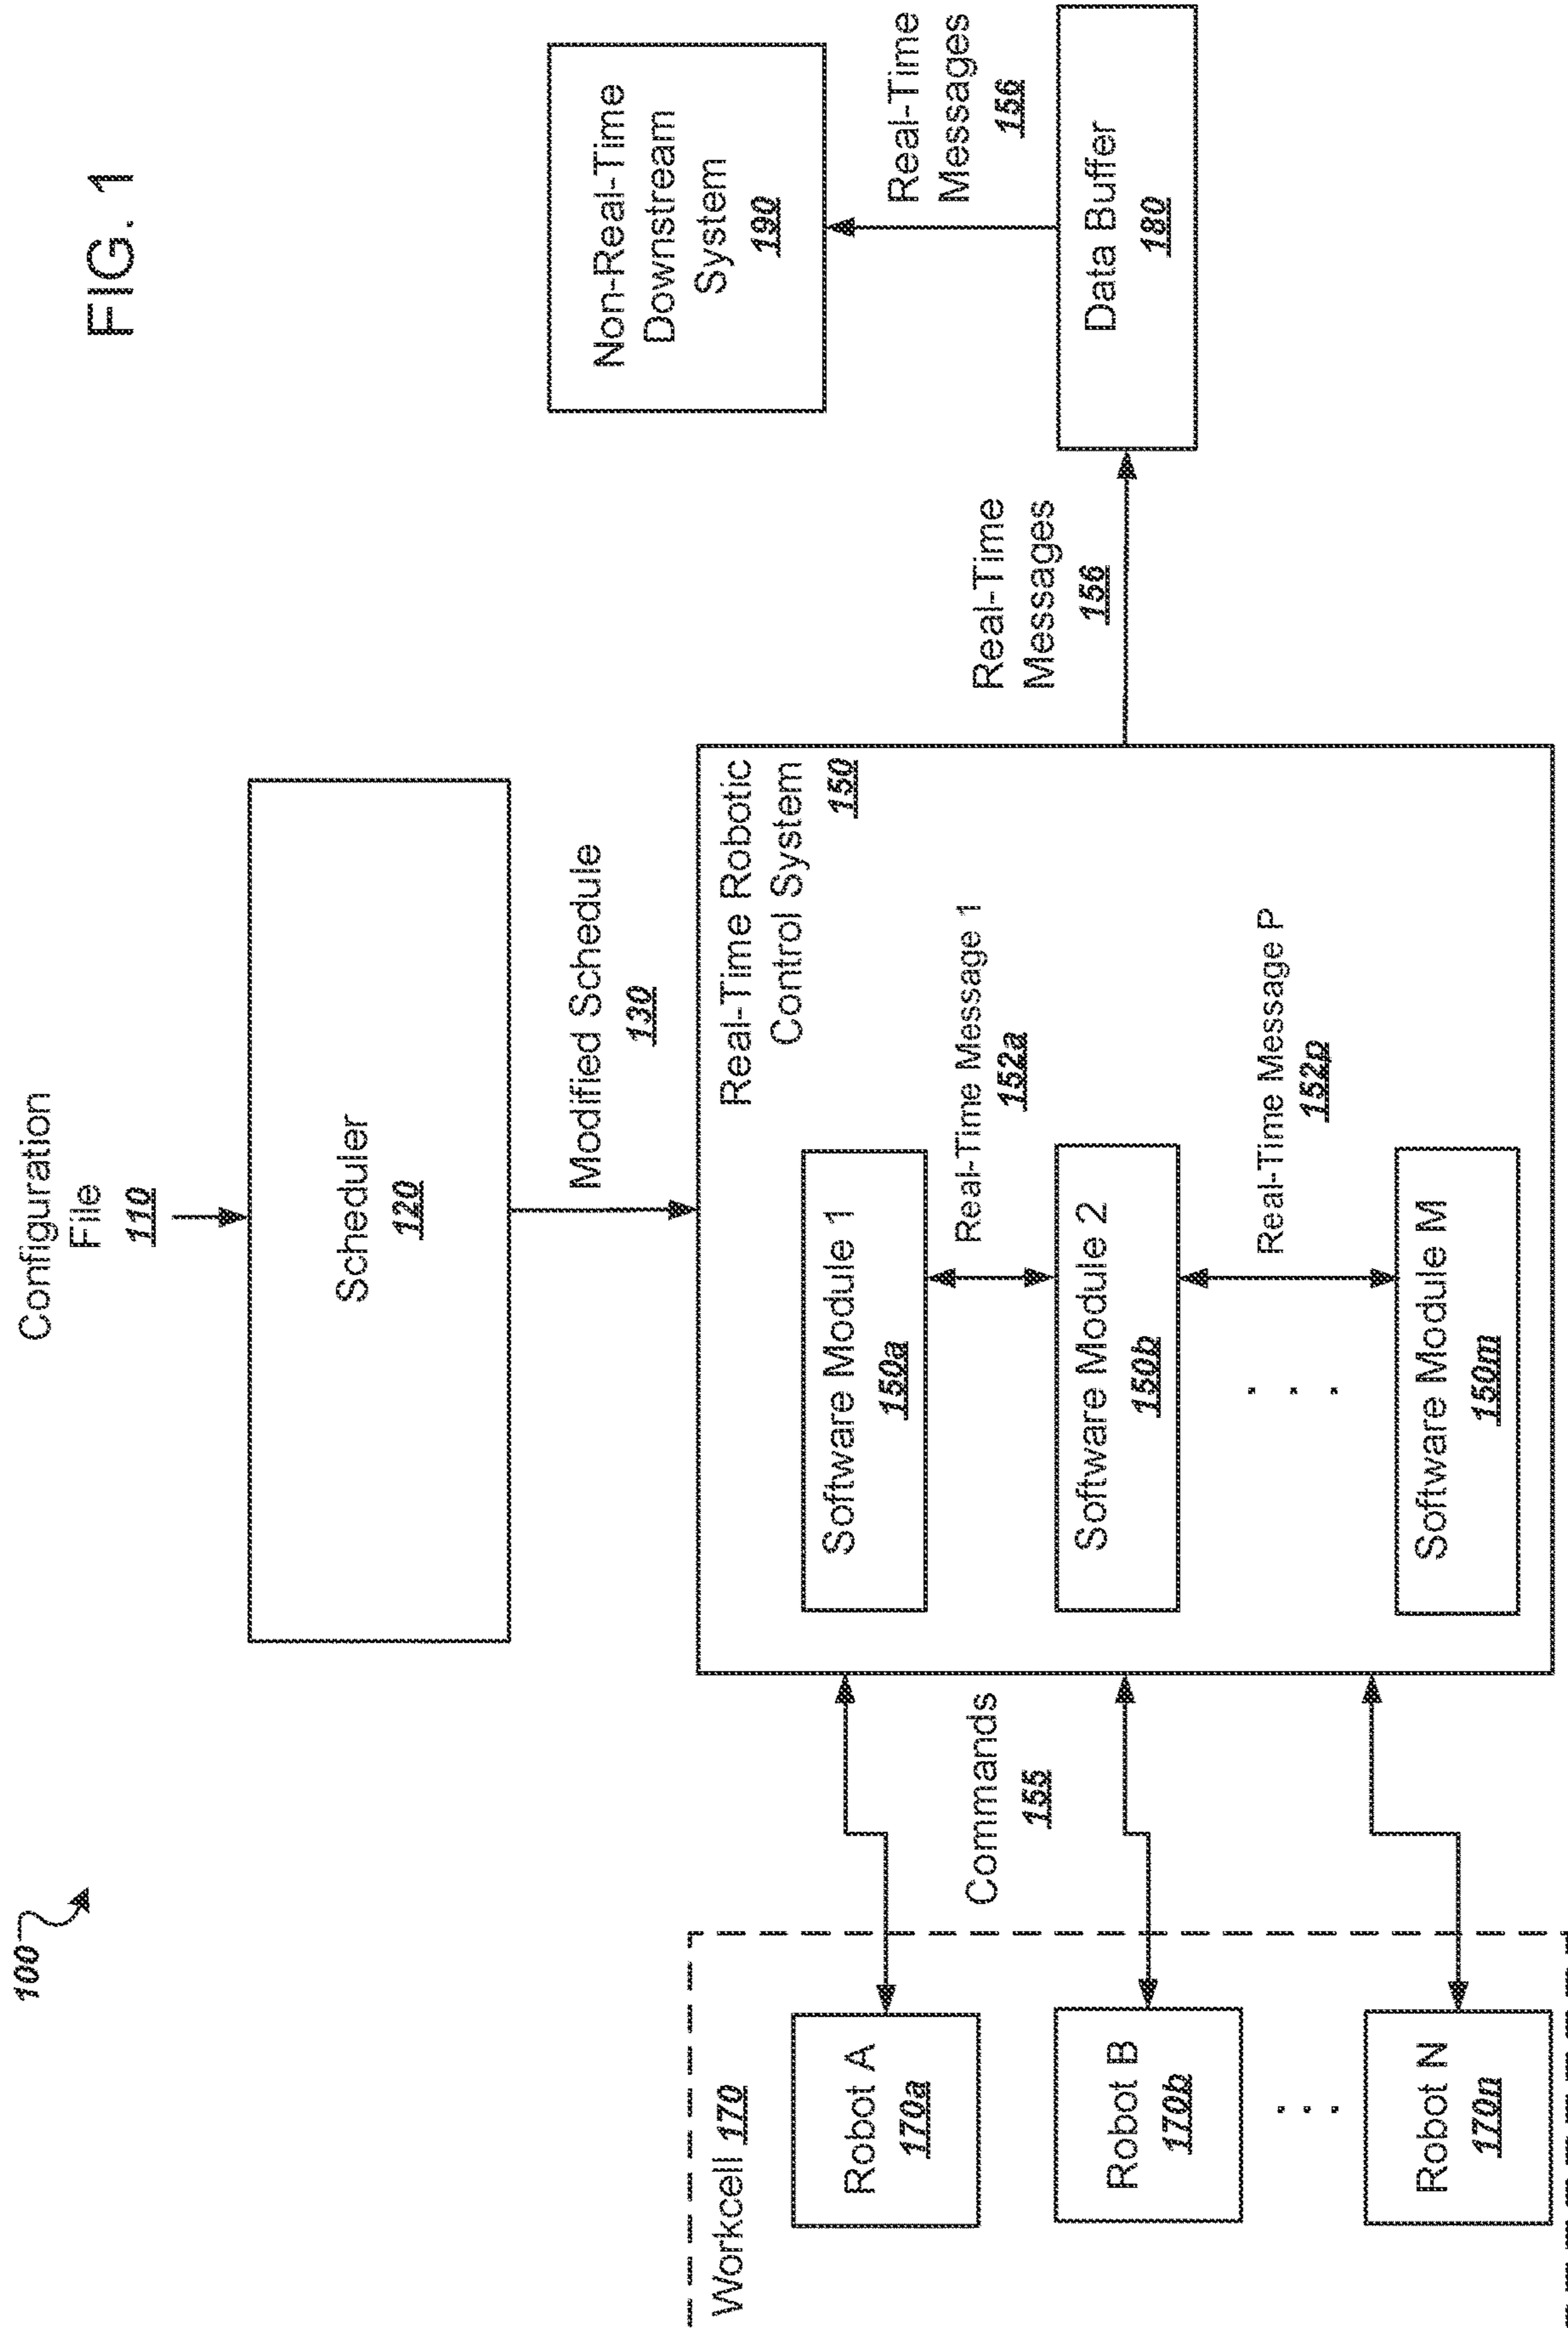 FIG. 1
100
Configuration
File
110
Scheduler
120
Modified Schedule
130
Workcell 170
Robot A
170a
Robot B
170b
. . .
Robot N
170n
Commands
155
Real-Time Robotic
Control System
150
Software Module 1
150a
Real-Time Message 1
152a
Software Module 2
150b
. . .
Real-Time Message P
152p
Software Module M
150m
Real-Time
Messages
156
Non-Real-Time
Downstream
System
190
Real-Time
Messages
156
Data Buffer
180